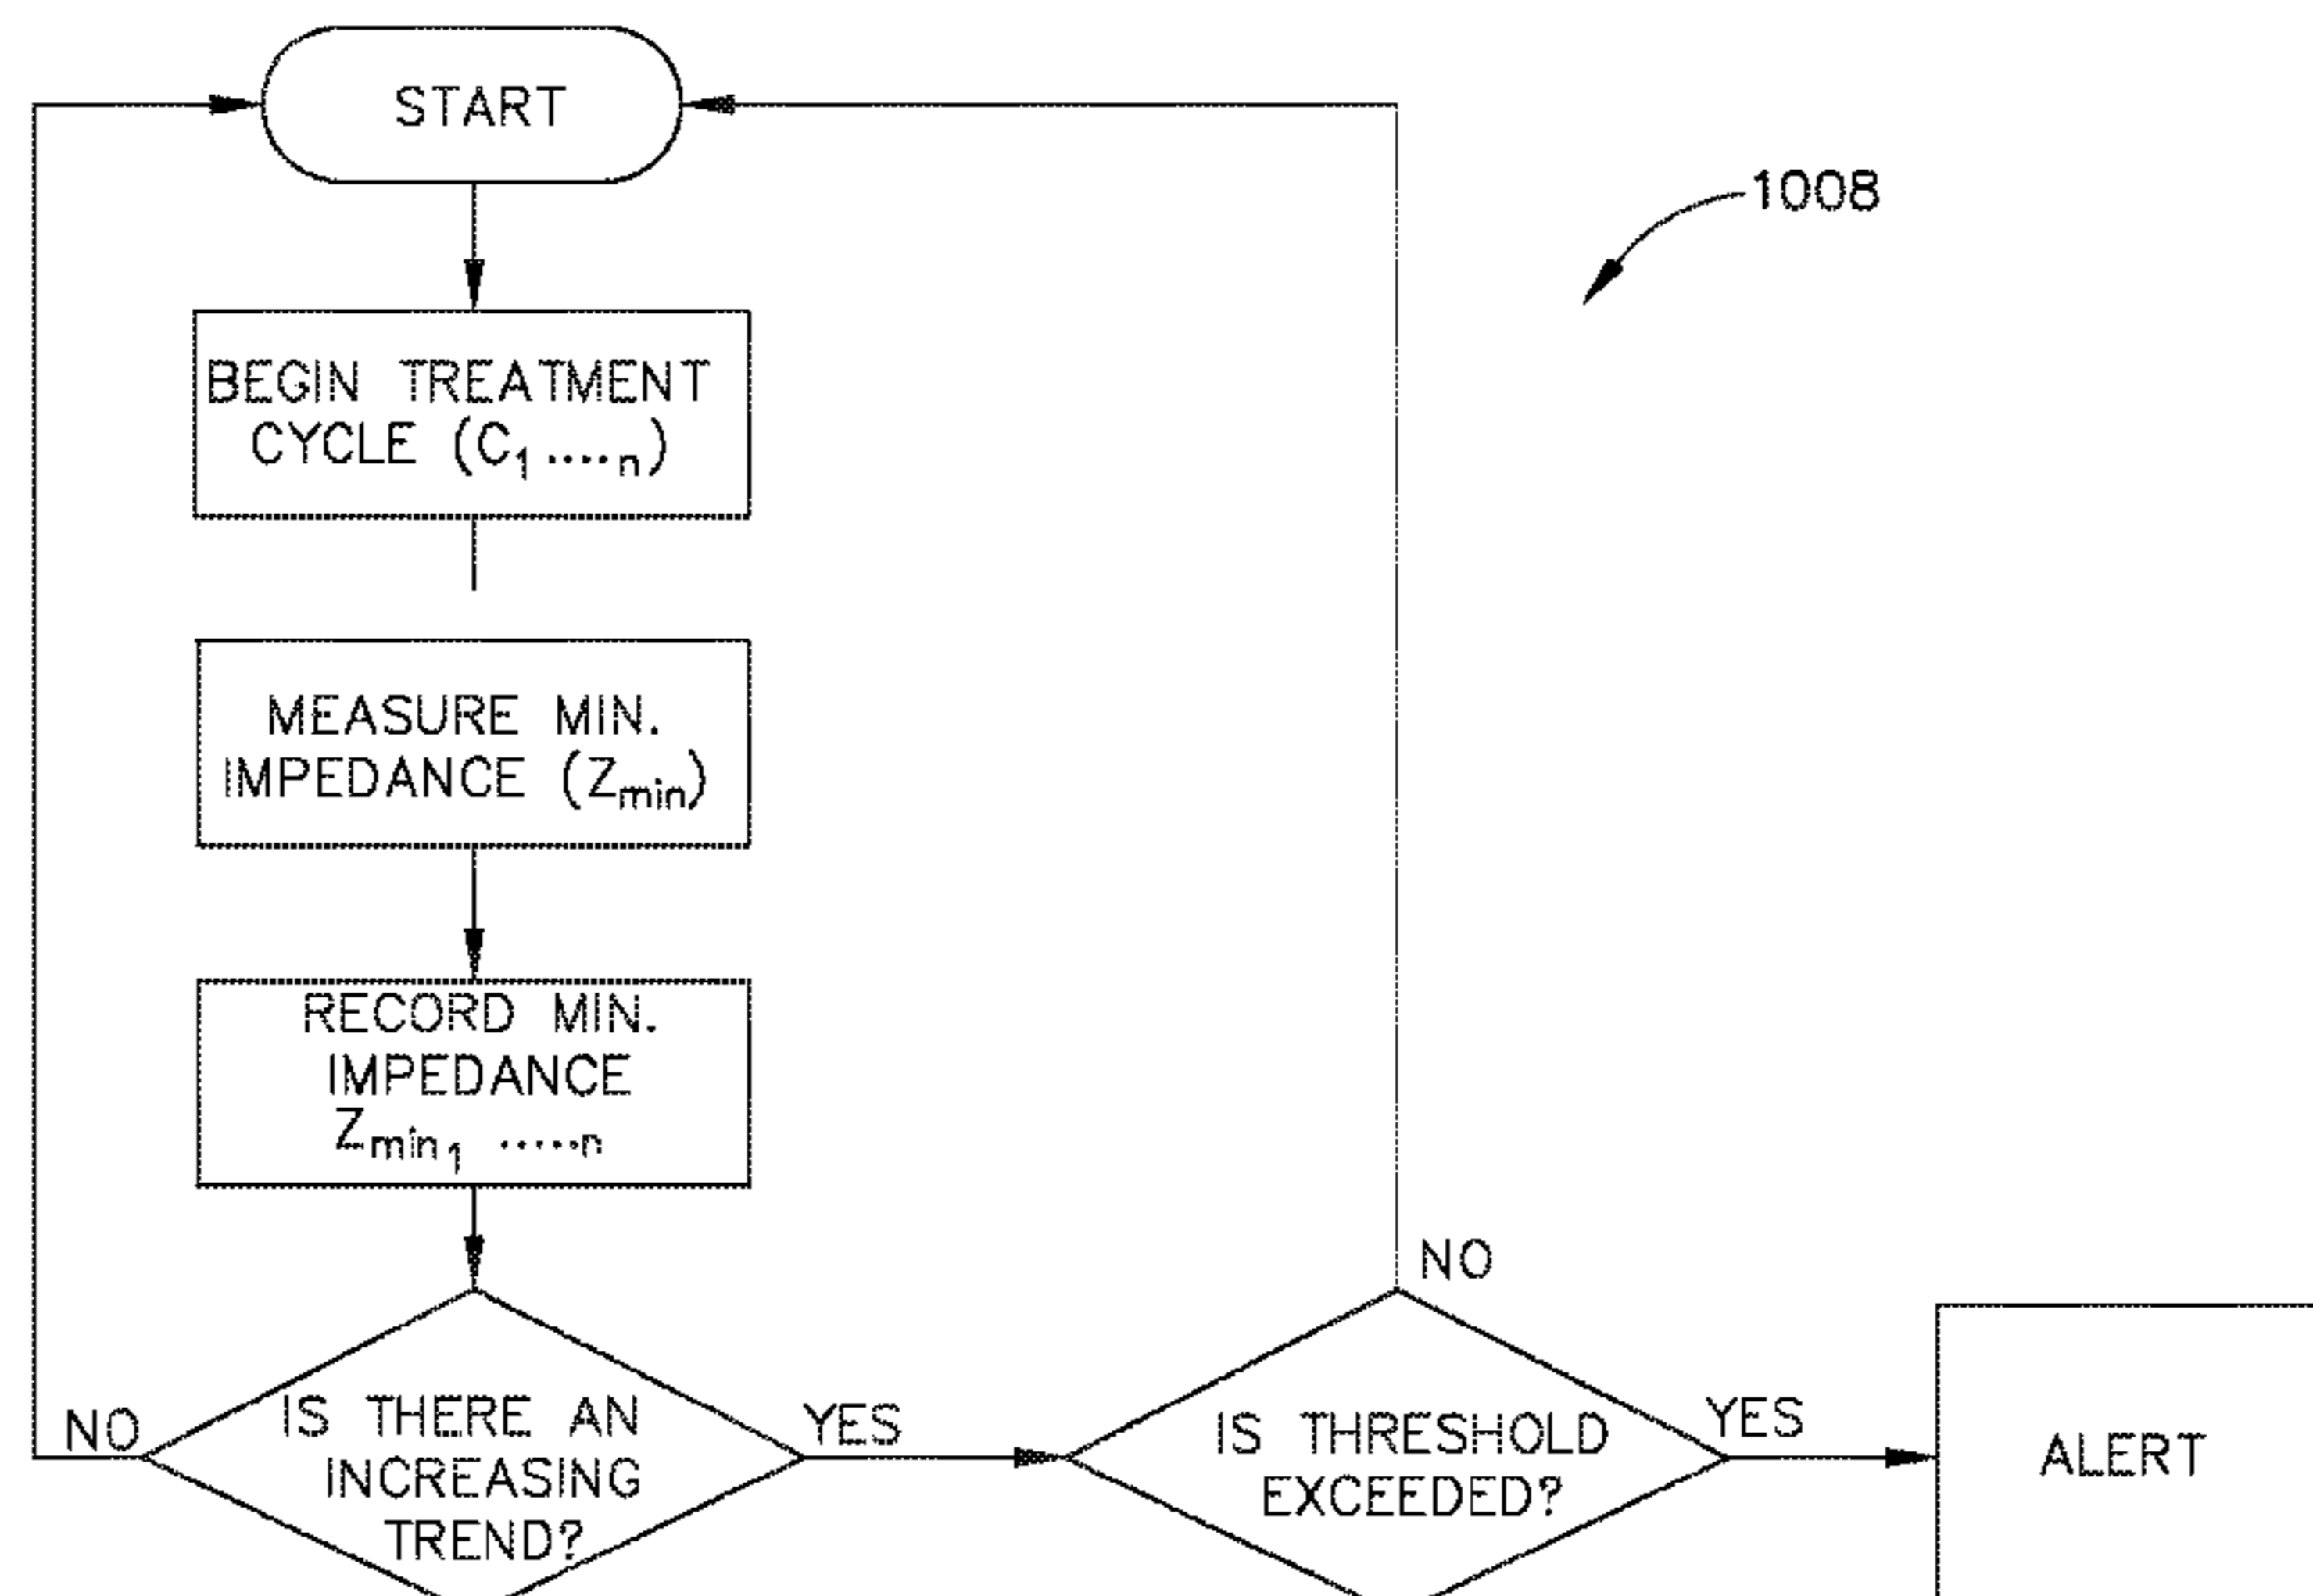 START
1008
BEGIN TREATMENT
CYCLE (C₁....ₙ)
MEASURE MIN.
IMPEDANCE (Zₘᵢₙ)
RECORD MIN.
IMPEDANCE
Zₘᵢₙ₁ .....ₙ
NO
IS THERE AN
INCREASING
TREND?
YES
NO
IS THRESHOLD
EXCEEDED?
YES
ALERT